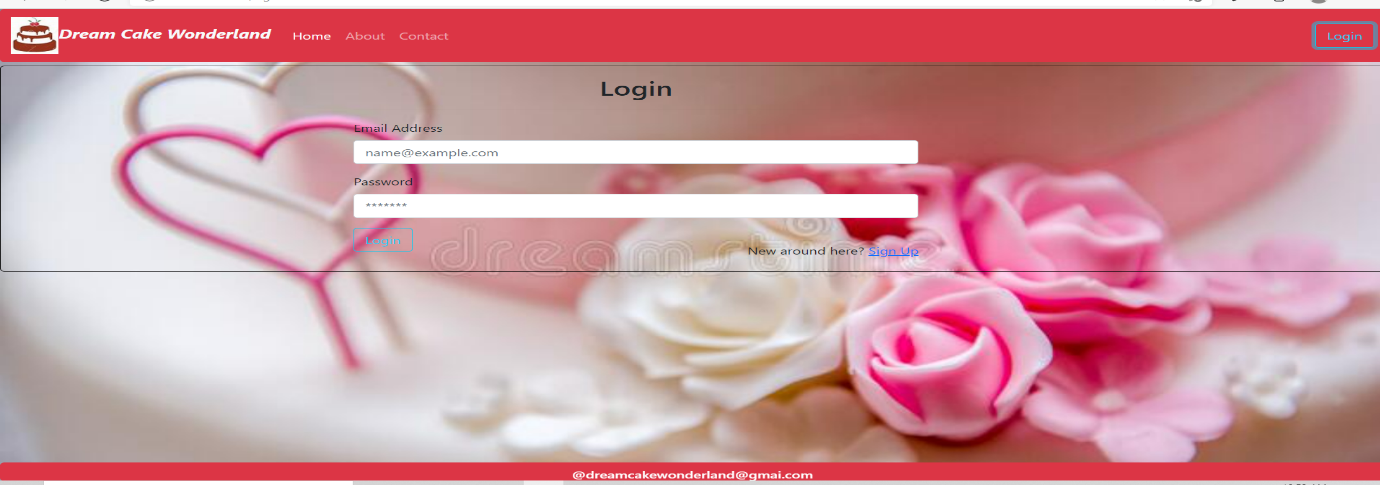 Dream Cake Wonderland Home About Contact Login
Login
Email Address
name@example.com
Password
*******
Login
New around here? Sign Up
@dreamcakewonderland@gmai.com